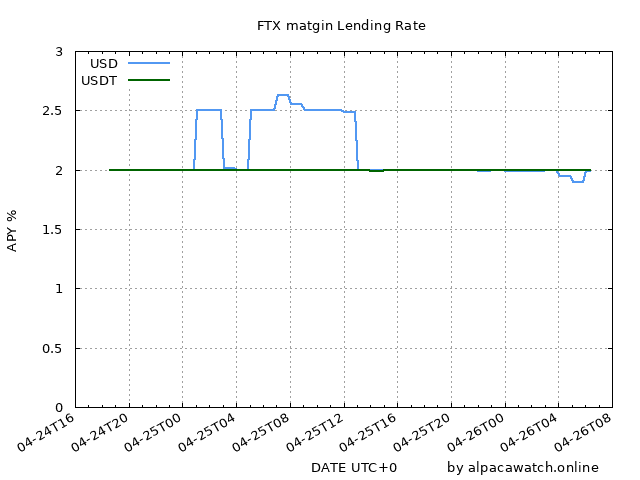 FTX matgin Lending Rate
USD
USDT
3
2.5
2
1.5
1
0.5
0
APY %
04-24T16
04-24T20
04-25T00
04-25T04
04-25T08
04-25T12
04-25T16
04-25T20
04-26T00
04-26T04
04-26T08
DATE UTC+0
by alpacawatch.online